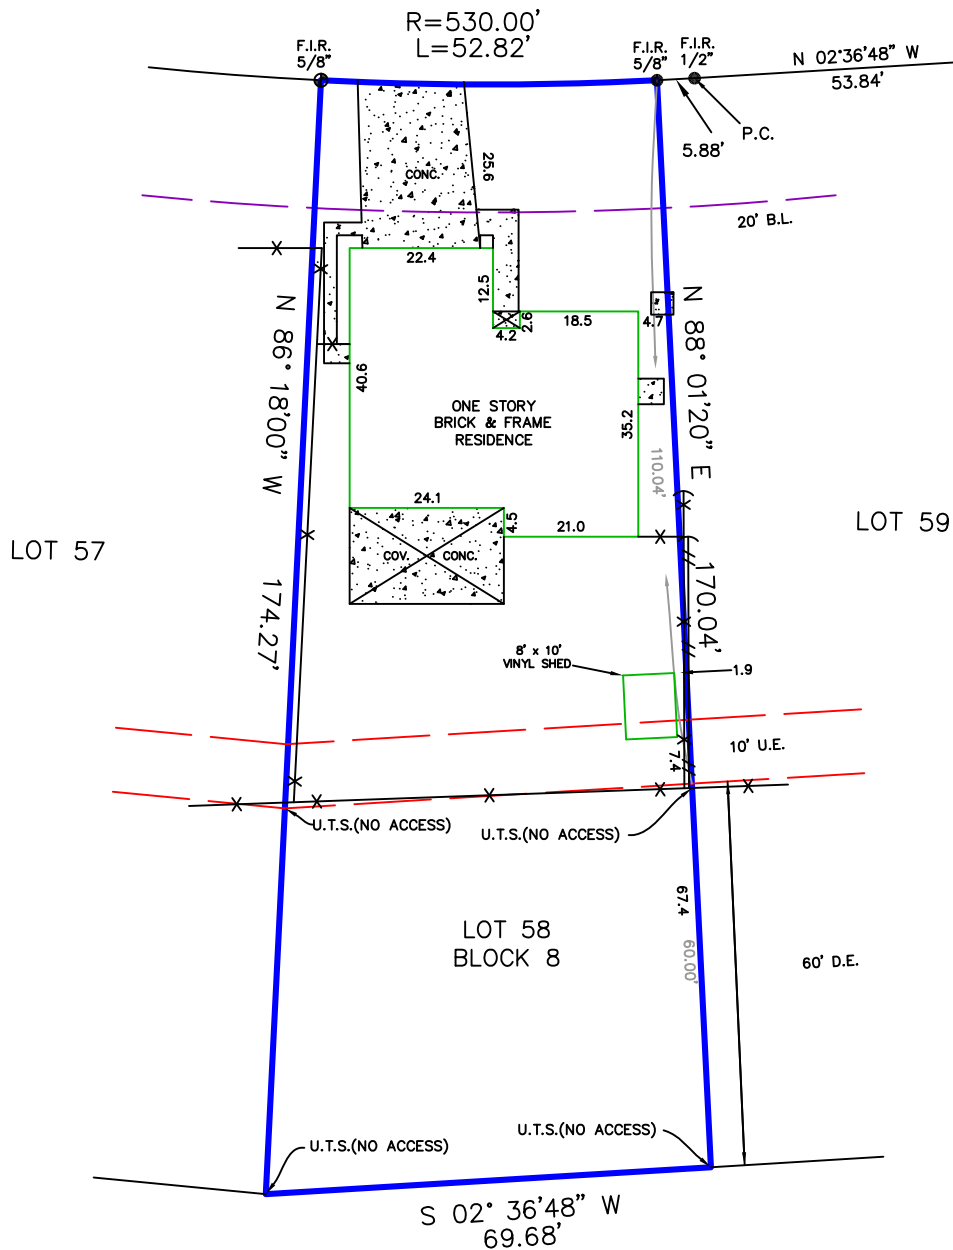 R=530.00'
L=52.82'
F.I.R.
5/8"
F.I.R.
5/8"
F.I.R.
1/2"
N 02°36'48" W
53.84'
P.C.
5.88'
CONC.
25.6
20' B.L.
22.4
12.5
2.6
4.2
18.5
4.7
N 86° 18'00" W
174.27'
N 88° 01'20" E
170.04'
40.6
ONE STORY
BRICK & FRAME
RESIDENCE
35.2
110.04'
24.1
4.5
21.0
COV. CONC.
LOT 57
LOT 59
8' x 10'
VINYL SHED
1.9
10' U.E.
7.4
U.T.S.(NO ACCESS)
U.T.S.(NO ACCESS)
67.4
LOT 58
BLOCK 8
60.00'
60' D.E.
U.T.S.(NO ACCESS)
U.T.S.(NO ACCESS)
S 02° 36'48" W
69.68'